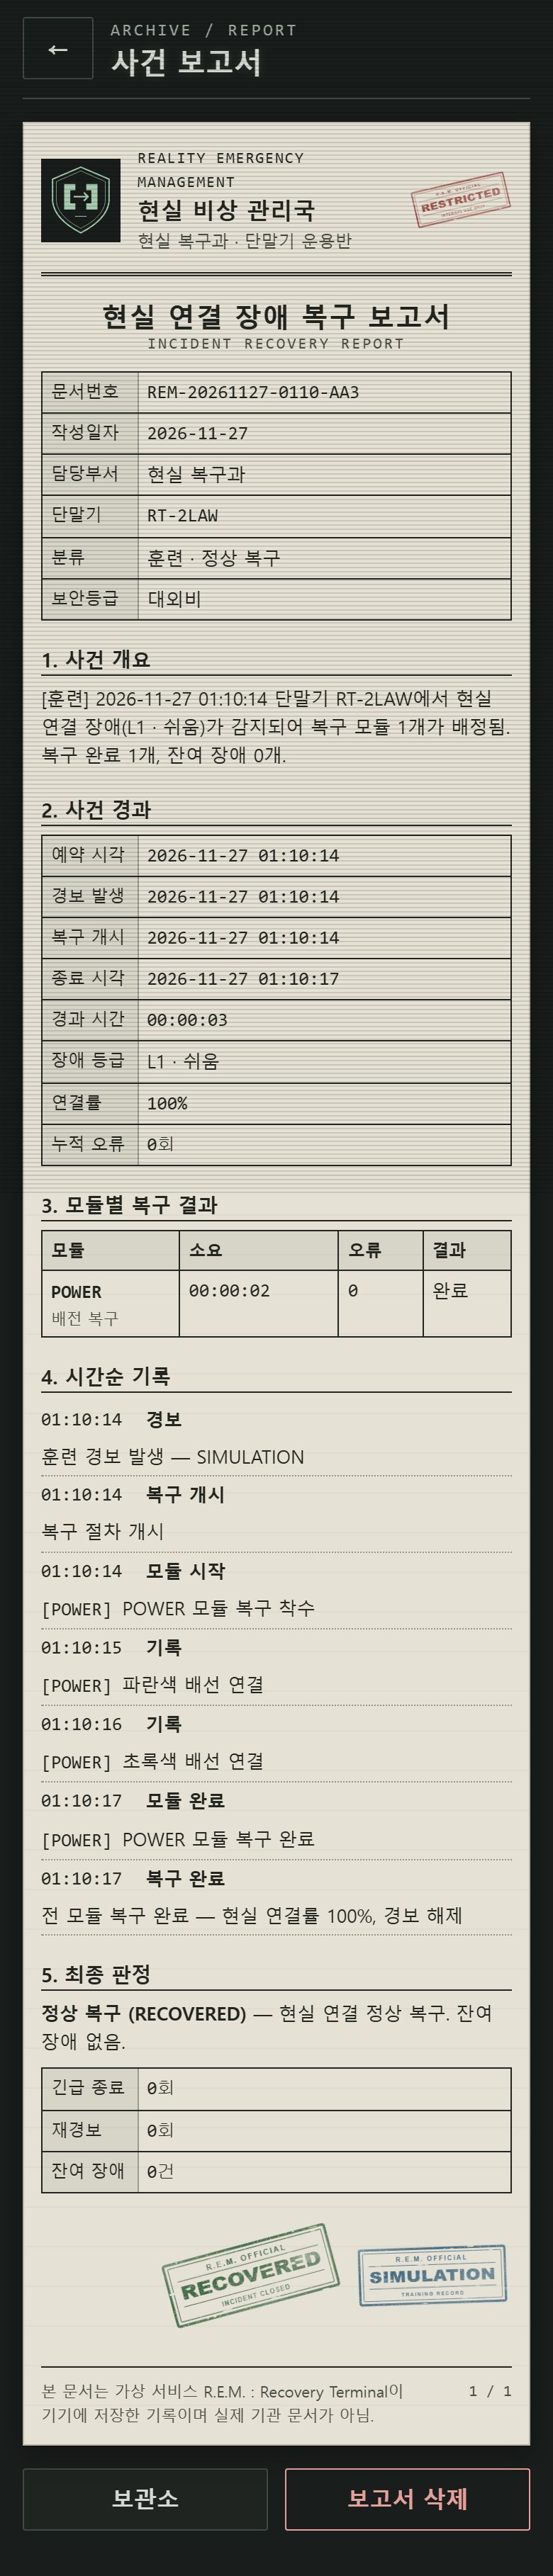 ←
ARCHIVE / REPORT
사건 보고서
REALITY EMERGENCY
MANAGEMENT
현실 비상 관리국
현실 복구과 · 단말기 운용반
R.E.M. OFFICIAL
RESTRICTED
현실 연결 장애 복구 보고서
INCIDENT RECOVERY REPORT
문서번호 REM-20261127-0110-AA3
작성일자 2026-11-27
담당부서 현실 복구과
단말기 RT-2LAW
분류 훈련 · 정상 복구
보안등급 대외비
1. 사건 개요
[훈련] 2026-11-27 01:10:14 단말기 RT-2LAW에서 현실
연결 장애(L1 · 쉬움)가 감지되어 복구 모듈 1개가 배정됨.
복구 완료 1개, 잔여 장애 0개.
2. 사건 경과
예약 시각 2026-11-27 01:10:14
경보 발생 2026-11-27 01:10:14
복구 개시 2026-11-27 01:10:14
종료 시각 2026-11-27 01:10:17
경과 시간 00:00:03
장애 등급 L1 · 쉬움
연결률 100%
누적 오류 0회
3. 모듈별 복구 결과
모듈 소요 오류 결과
POWER 00:00:02 0 완료
배전 복구
4. 시간순 기록
01:10:14 경보
훈련 경보 발생 — SIMULATION
01:10:14 복구 개시
복구 절차 개시
01:10:14 모듈 시작
[POWER] POWER 모듈 복구 착수
01:10:15 기록
[POWER] 파란색 배선 연결
01:10:16 기록
[POWER] 초록색 배선 연결
01:10:17 모듈 완료
[POWER] POWER 모듈 복구 완료
01:10:17 복구 완료
전 모듈 복구 완료 — 현실 연결률 100%, 경보 해제
5. 최종 판정
정상 복구 (RECOVERED) — 현실 연결 정상 복구. 잔여
장애 없음.
긴급 종료 0회
재경보 0회
잔여 장애 0건
R.E.M. OFFICIAL
RECOVERED
INCIDENT CLOSED
R.E.M. OFFICIAL
SIMULATION
TRAINING RECORD
본 문서는 가상 서비스 R.E.M. : Recovery Terminal이 1 / 1
기기에 저장한 기록이며 실제 기관 문서가 아님.
보관소
보고서 삭제